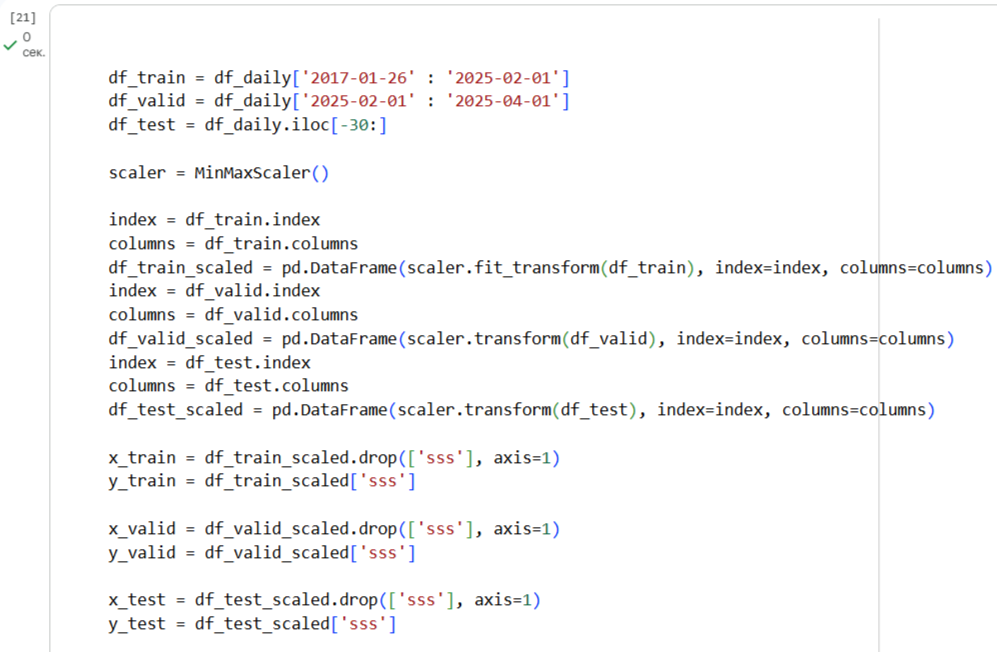 [21]
0
сек.
df_train = df_daily['2017-01-26' : '2025-02-01']
df_valid = df_daily['2025-02-01' : '2025-04-01']
df_test = df_daily.iloc[-30:]
scaler = MinMaxScaler()
index = df_train.index
columns = df_train.columns
df_train_scaled = pd.DataFrame(scaler.fit_transform(df_train), index=index, columns=columns)
index = df_valid.index
columns = df_valid.columns
df_valid_scaled = pd.DataFrame(scaler.transform(df_valid), index=index, columns=columns)
index = df_test.index
columns = df_test.columns
df_test_scaled = pd.DataFrame(scaler.transform(df_test), index=index, columns=columns)
x_train = df_train_scaled.drop(['sss'], axis=1)
y_train = df_train_scaled['sss']
x_valid = df_valid_scaled.drop(['sss'], axis=1)
y_valid = df_valid_scaled['sss']
x_test = df_test_scaled.drop(['sss'], axis=1)
y_test = df_test_scaled['sss']